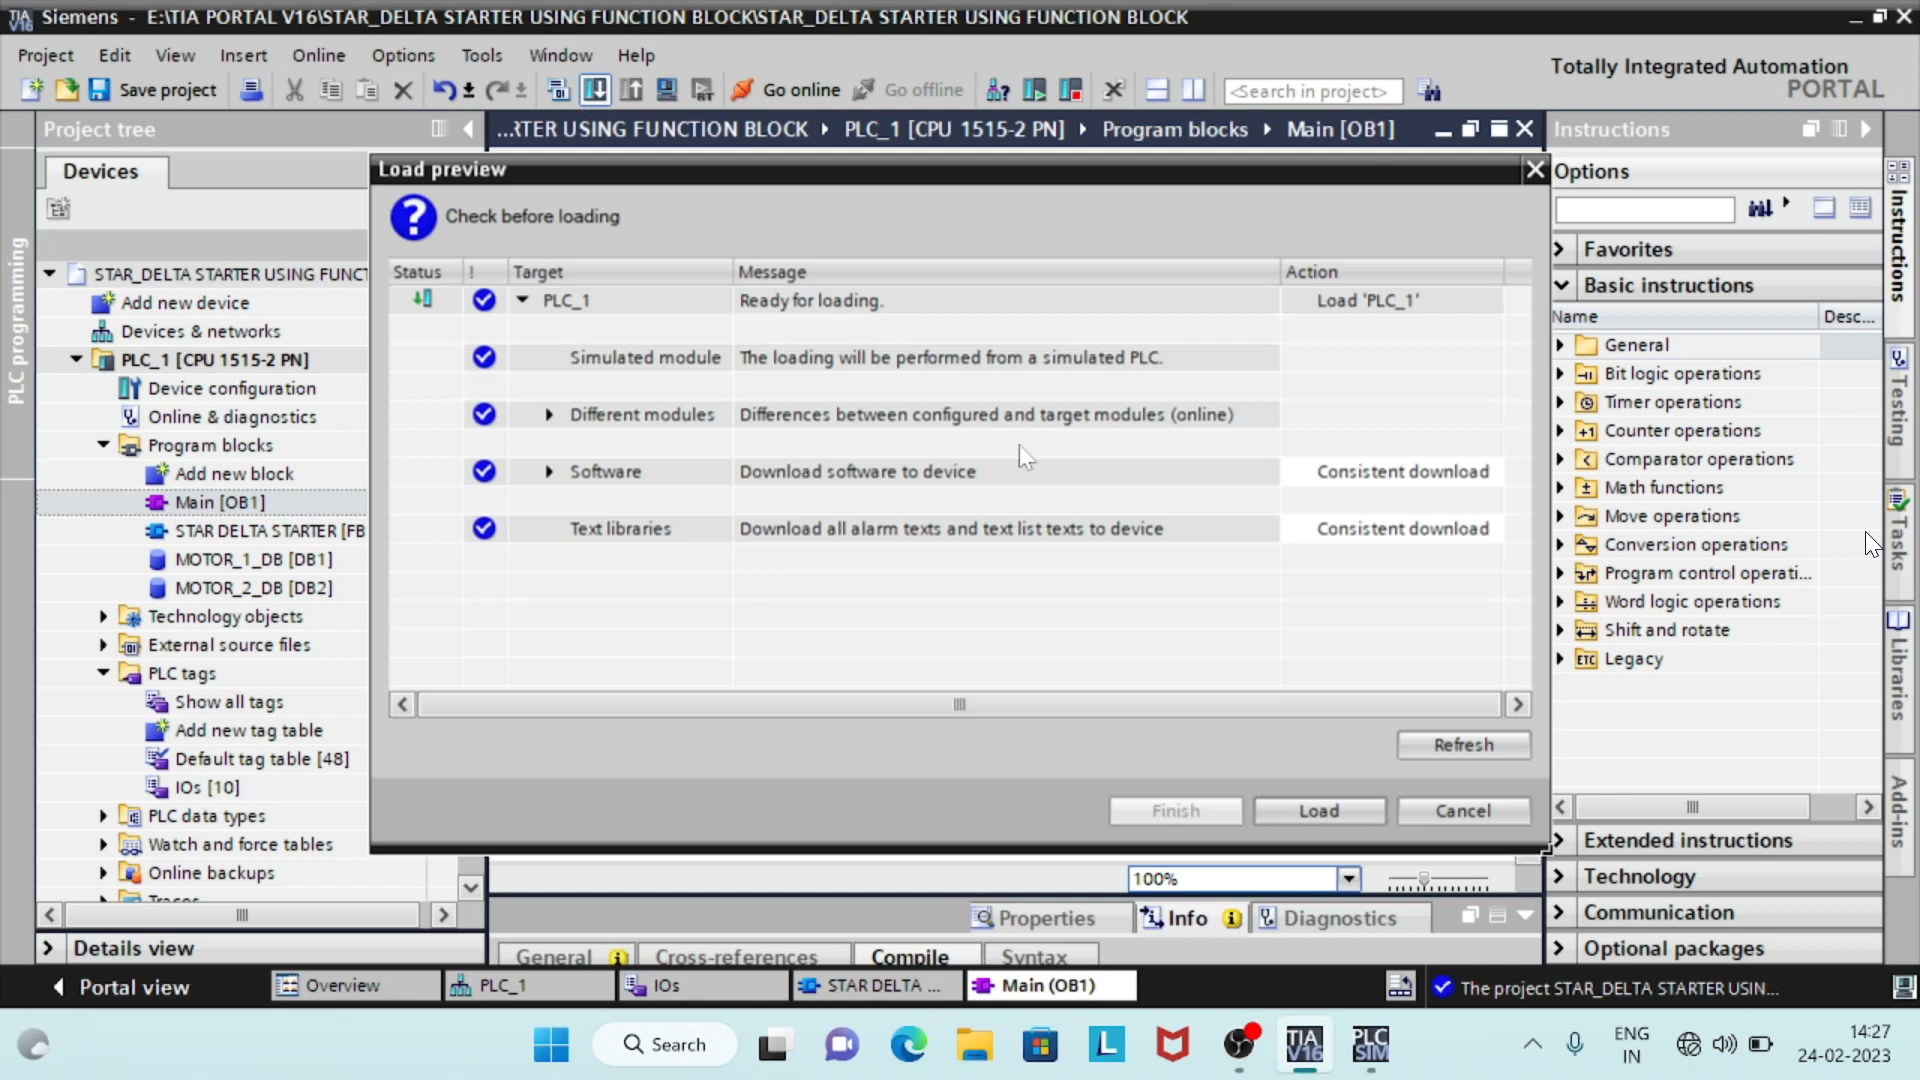 Siemens - E:\TIA PORTAL V16\STAR_DELTA STARTER USING FUNCTION BLOCK\STAR_DELTA STARTER USING FUNCTION BLOCK
Project Edit View Insert Online Options Tools Window Help
Totally Integrated Automation
PORTAL
Save project
Go online
Go offline
<Search in project>
Project tree
...RTER USING FUNCTION BLOCK
PLC_1 [CPU 1515-2 PN]
Program blocks
Main [OB1]
Instructions
Devices
PLC programming
STAR_DELTA STARTER USING FUNCT
Add new device
Devices & networks
PLC_1 [CPU 1515-2 PN]
Device configuration
Online & diagnostics
Program blocks
Add new block
Main [OB1]
STAR DELTA STARTER [FB
MOTOR_1_DB [DB1]
MOTOR_2_DB [DB2]
Technology objects
External source files
PLC tags
Show all tags
Add new tag table
Default tag table [48]
IOs [10]
PLC data types
Watch and force tables
Online backups
Traces
Details view
Load preview
Check before loading
Status ! Target Message Action
PLC_1 Ready for loading. Load 'PLC_1'
Simulated module The loading will be performed from a simulated PLC.
Different modules Differences between configured and target modules (online)
Software Download software to device Consistent download
Text libraries Download all alarm texts and text list texts to device Consistent download
Refresh
Finish Load Cancel
100%
Properties Info Diagnostics
General Cross-references Compile Syntax
Options
Favorites
Basic instructions
Name Desc...
General
Bit logic operations
Timer operations
Counter operations
Comparator operations
Math functions
Move operations
Conversion operations
Program control operati...
Word logic operations
Shift and rotate
Legacy
Extended instructions
Technology
Communication
Optional packages
Instructions
Testing
Tasks
Libraries
Add-ins
Portal view
Overview
PLC_1
IOs
STAR DELTA ...
Main (OB1)
The project STAR_DELTA STARTER USIN...
Search
TIA
V16
PLC
SIM
ENG
IN
14:27
24-02-2023